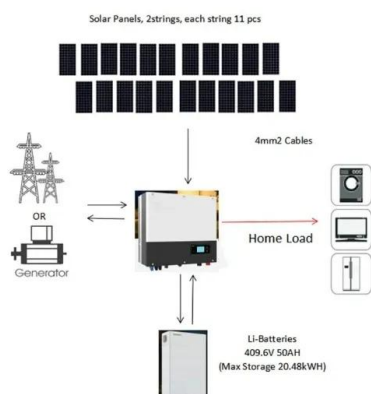 Solar Panels, 2strings, each string 11 pcs
4mm2 Cables
OR
Home Load
Generator
Li-Batteries
409.6V 50AH
(Max Storage 20.48kWH)